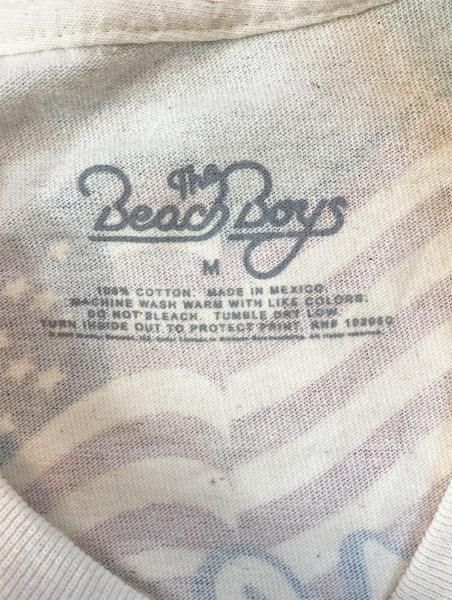 The
Beach Boys
M
100% COTTON. MADE IN MEXICO.
MACHINE WASH WARM WITH LIKE COLORS.
DO NOT BLEACH. TUMBLE DRY LOW
TURN INSIDE OUT TO PROTECT PRINT. RN#